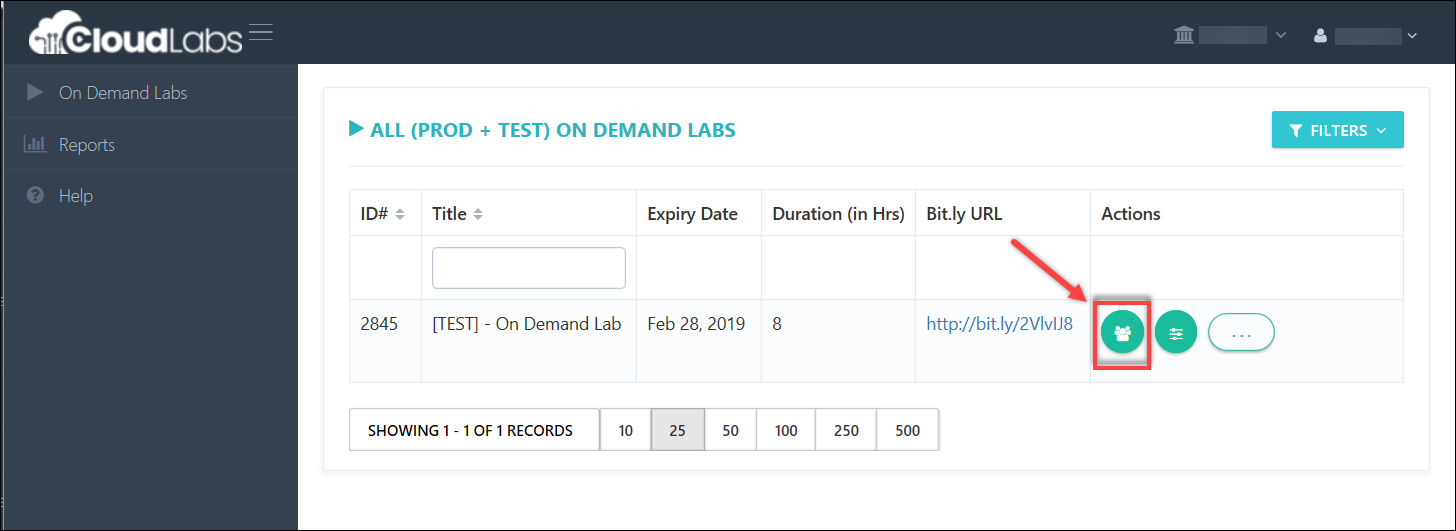 CloudLabs
On Demand Labs
Reports
Help
ALL (PROD + TEST) ON DEMAND LABS
FILTERS
ID# Title Expiry Date Duration (in Hrs) Bit.ly URL Actions
2845 [TEST] - On Demand Lab Feb 28, 2019 8 http://bit.ly/2VlvIJ8 ...
SHOWING 1 - 1 OF 1 RECORDS 10 25 50 100 250 500